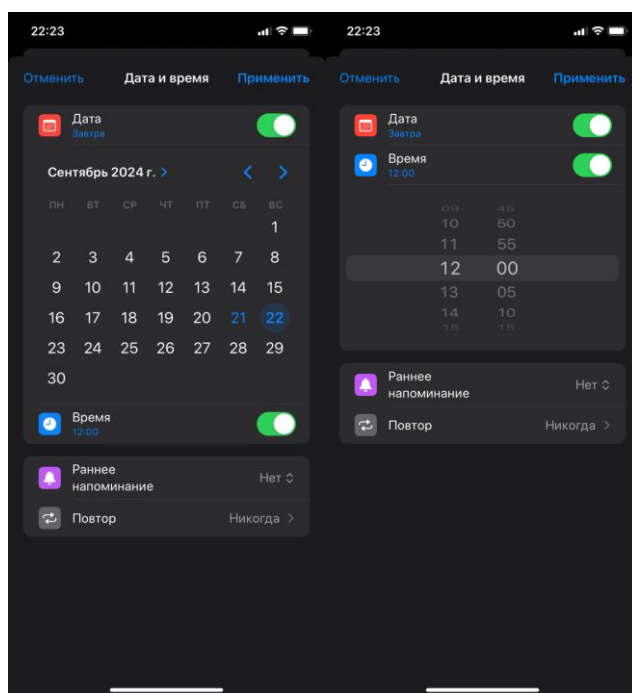 22:23
Отменить Дата и время Применить
Дата
Завтра
Сентябрь 2024 г. >
ПН ВТ СР ЧТ ПТ СБ ВС
1
2 3 4 5 6 7 8
9 10 11 12 13 14 15
16 17 18 19 20 21 22
23 24 25 26 27 28 29
30
Время
12:00
Раннее
напоминание
Нет
Повтор
Никогда >
22:23
Отменить Дата и время Применить
Дата
Завтра
Время
12:00
09 45
10 50
11 55
12 00
13 05
14 10
15 15
Раннее
напоминание
Нет
Повтор
Никогда >